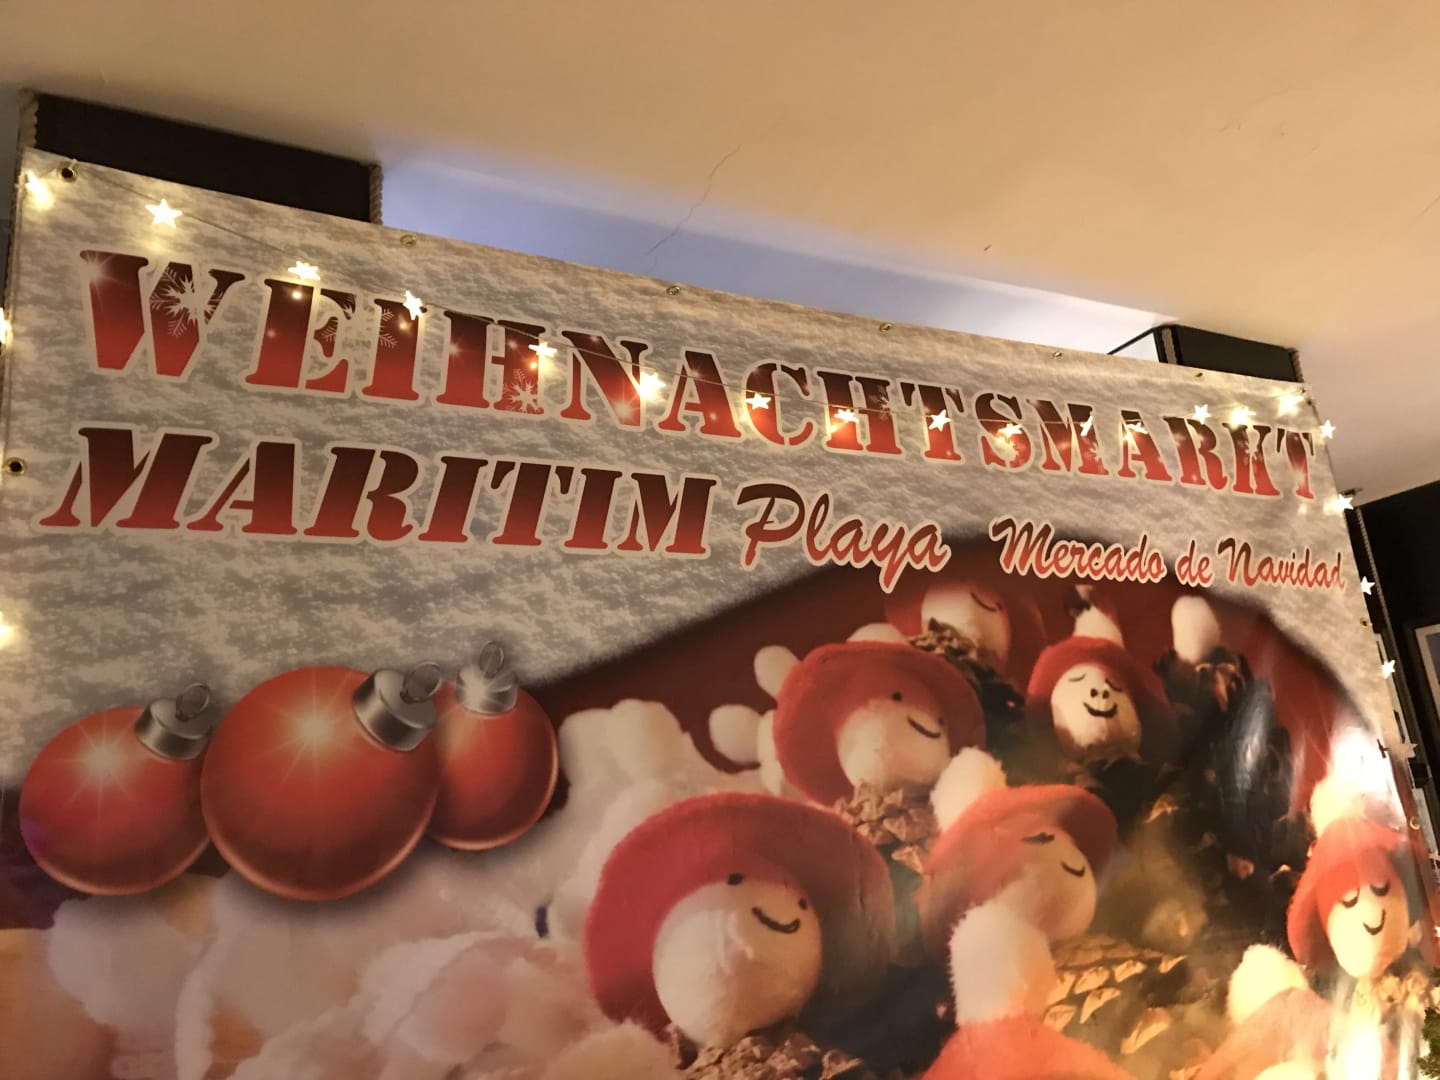 WEIHNACHTSMARKT
MARITIM Playa Mercado de Navidad